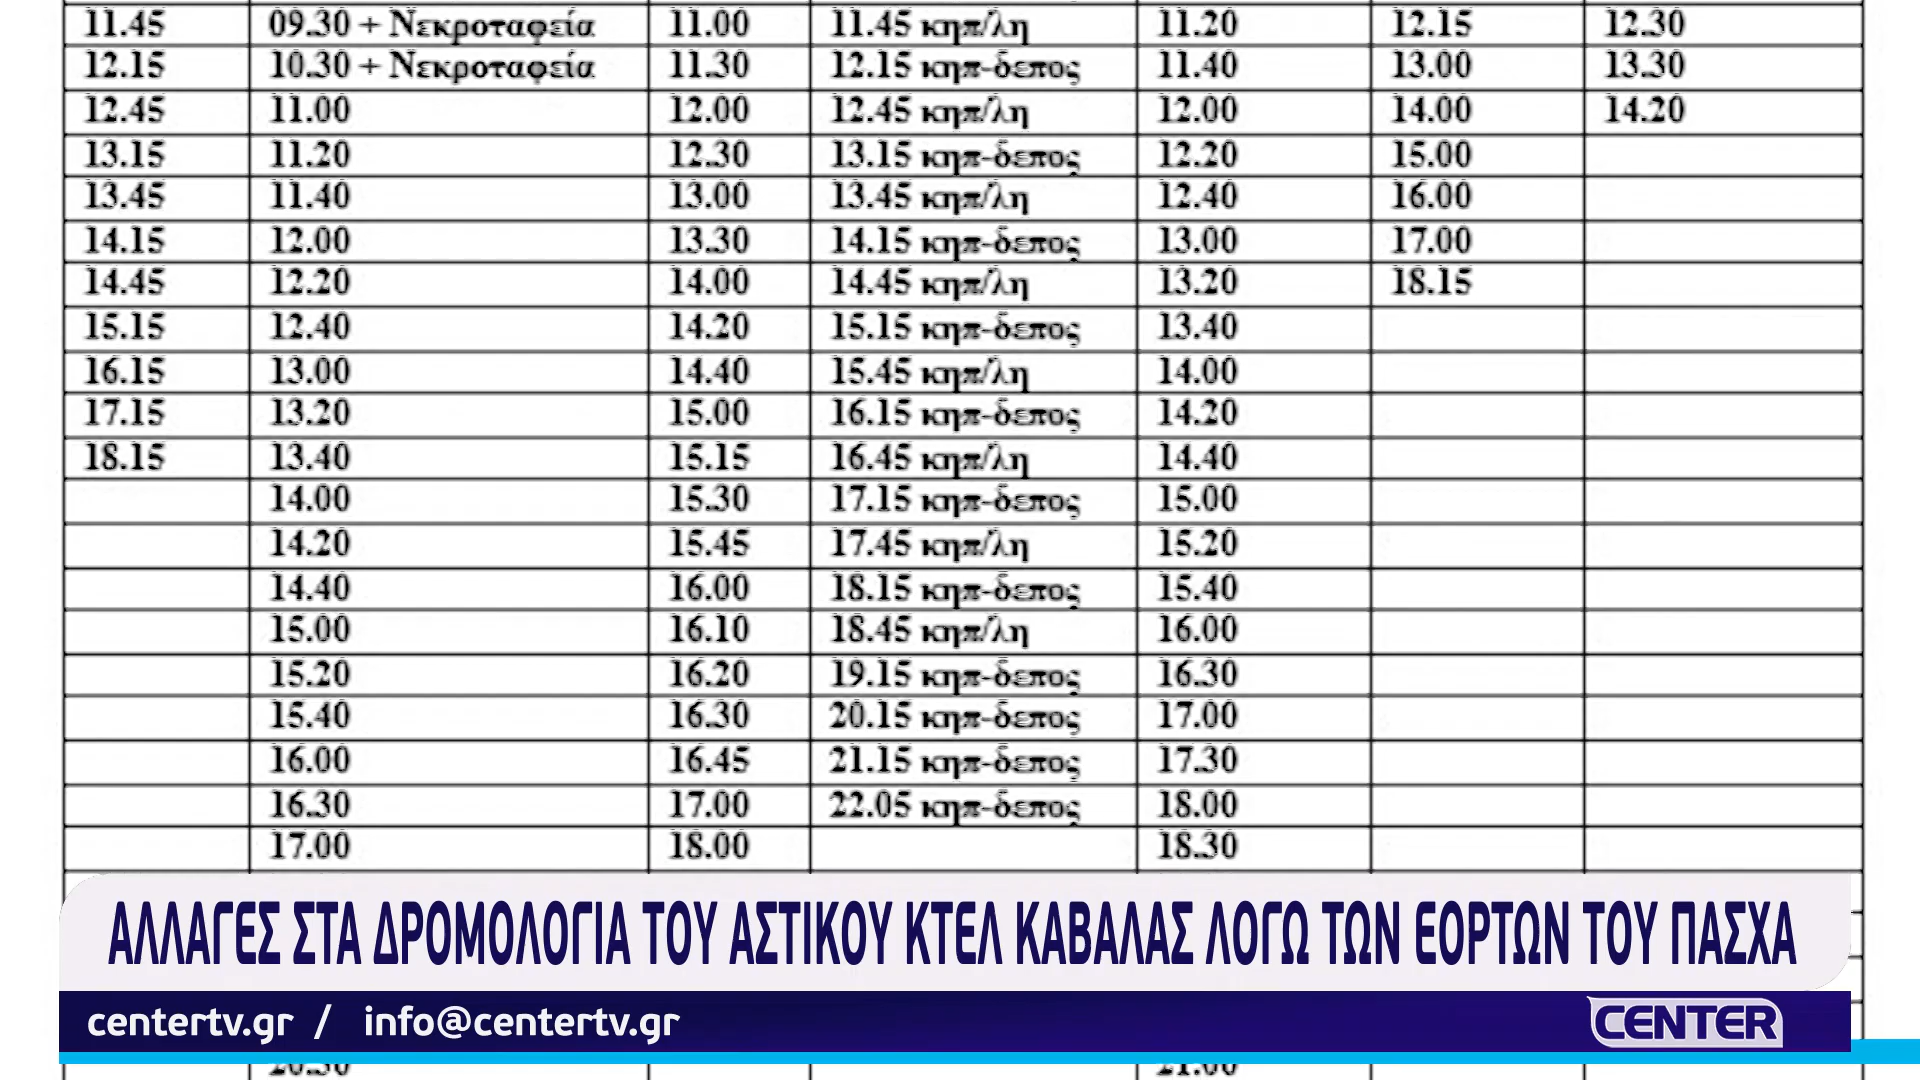 11.45 09.30 + Νεκροταφεία 11.00 11.45 κηπ/λη 11.20 12.15 12.30
12.15 10.30 + Νεκροταφεία 11.30 12.15 κηπ-δεπος 11.40 13.00 13.30
12.45 11.00 12.00 12.45 κηπ/λη 12.00 14.00 14.20
13.15 11.20 12.30 13.15 κηπ-δεπος 12.20 15.00
13.45 11.40 13.00 13.45 κηπ/λη 12.40 16.00
14.15 12.00 13.30 14.15 κηπ-δεπος 13.00 17.00
14.45 12.20 14.00 14.45 κηπ/λη 13.20 18.15
15.15 12.40 14.20 15.15 κηπ-δεπος 13.40
16.15 13.00 14.40 15.45 κηπ/λη 14.00
17.15 13.20 15.00 16.15 κηπ-δεπος 14.20
18.15 13.40 15.15 16.45 κηπ/λη 14.40
14.00 15.30 17.15 κηπ-δεπος 15.00
14.20 15.45 17.45 κηπ/λη 15.20
14.40 16.00 18.15 κηπ-δεπος 15.40
15.00 16.10 18.45 κηπ/λη 16.00
15.20 16.20 19.15 κηπ-δεπος 16.30
15.40 16.30 20.15 κηπ-δεπος 17.00
16.00 16.45 21.15 κηπ-δεπος 17.30
16.30 17.00 22.05 κηπ-δεπος 18.00
17.00 18.00 18.30
ΑΛΛΑΓΕΣ ΣΤΑ ΔΡΟΜΟΛΟΓΙΑ ΤΟΥ ΑΣΤΙΚΟΥ ΚΤΕΛ ΚΑΒΑΛΑΣ ΛΟΓΩ ΤΩΝ ΕΟΡΤΩΝ ΤΟΥ ΠΑΣΧΑ
centertv.gr / info@centertv.gr CENTER